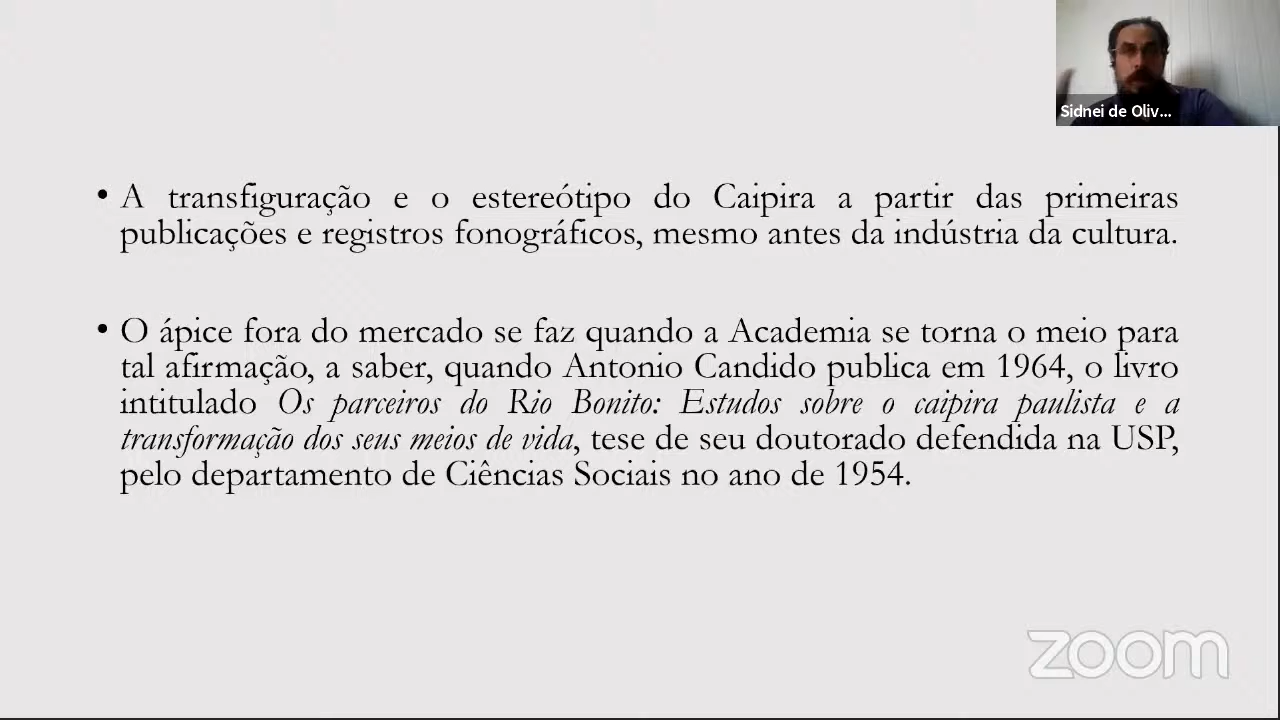 Sidnei de Oliv...
• A transfiguração e o estereótipo do Caipira a partir das primeiras
publicações e registros fonográficos, mesmo antes da indústria da cultura.
• O ápice fora do mercado se faz quando a Academia se torna o meio para
tal afirmação, a saber, quando Antonio Candido publica em 1964, o livro
intitulado Os parceiros do Rio Bonito: Estudos sobre o caipira paulista e a
transformação dos seus meios de vida, tese de seu doutorado defendida na USP,
pelo departamento de Ciências Sociais no ano de 1954.
zoom